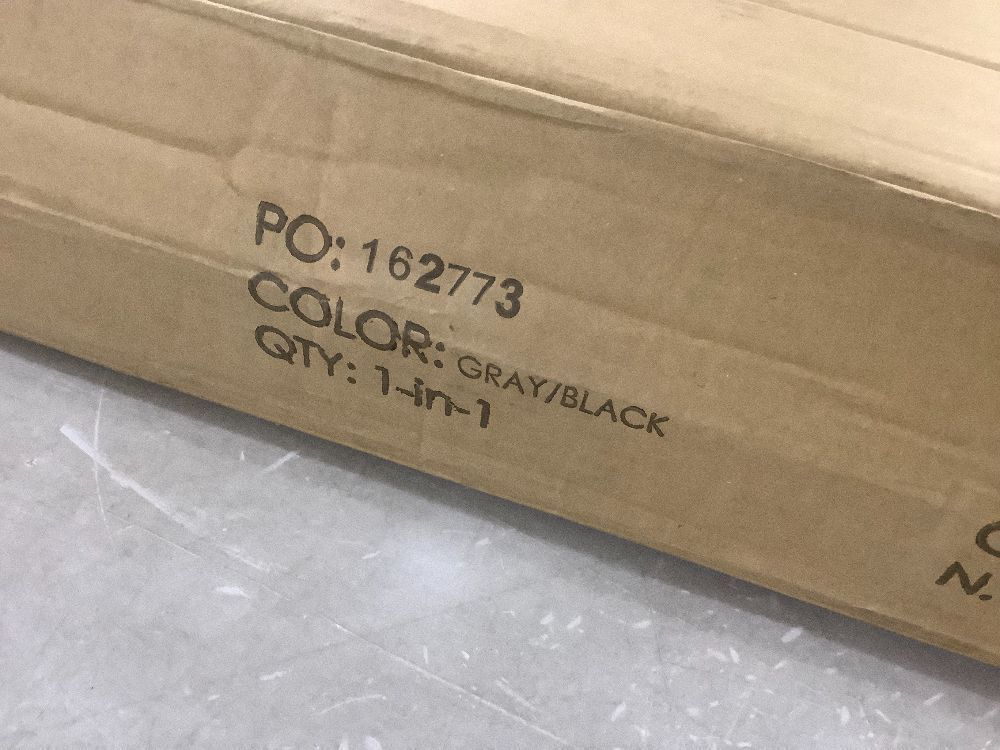 PO: 162773
COLOR: GRAY/BLACK
QTY: 1-in-1
N.